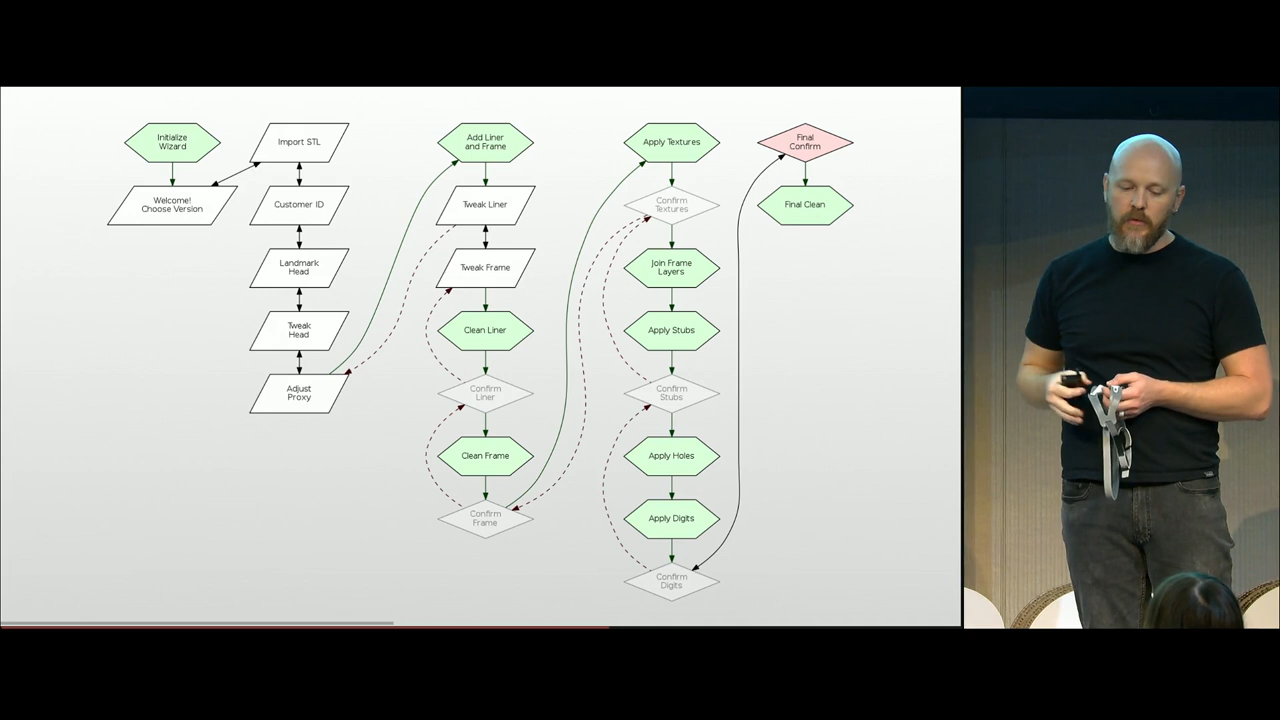 Initialize
Wizard
Welcome!
Choose Version
Import STL
Customer ID
Landmark
Head
Tweak
Head
Adjust
Proxy
Add Liner
and Frame
Tweak Liner
Tweak Frame
Clean Liner
Confirm
Liner
Clean Frame
Confirm
Frame
Apply Textures
Confirm
Textures
Join Frame
Layers
Apply Stubs
Confirm
Stubs
Apply Holes
Apply Digits
Confirm
Digits
Final
Confirm
Final Clean